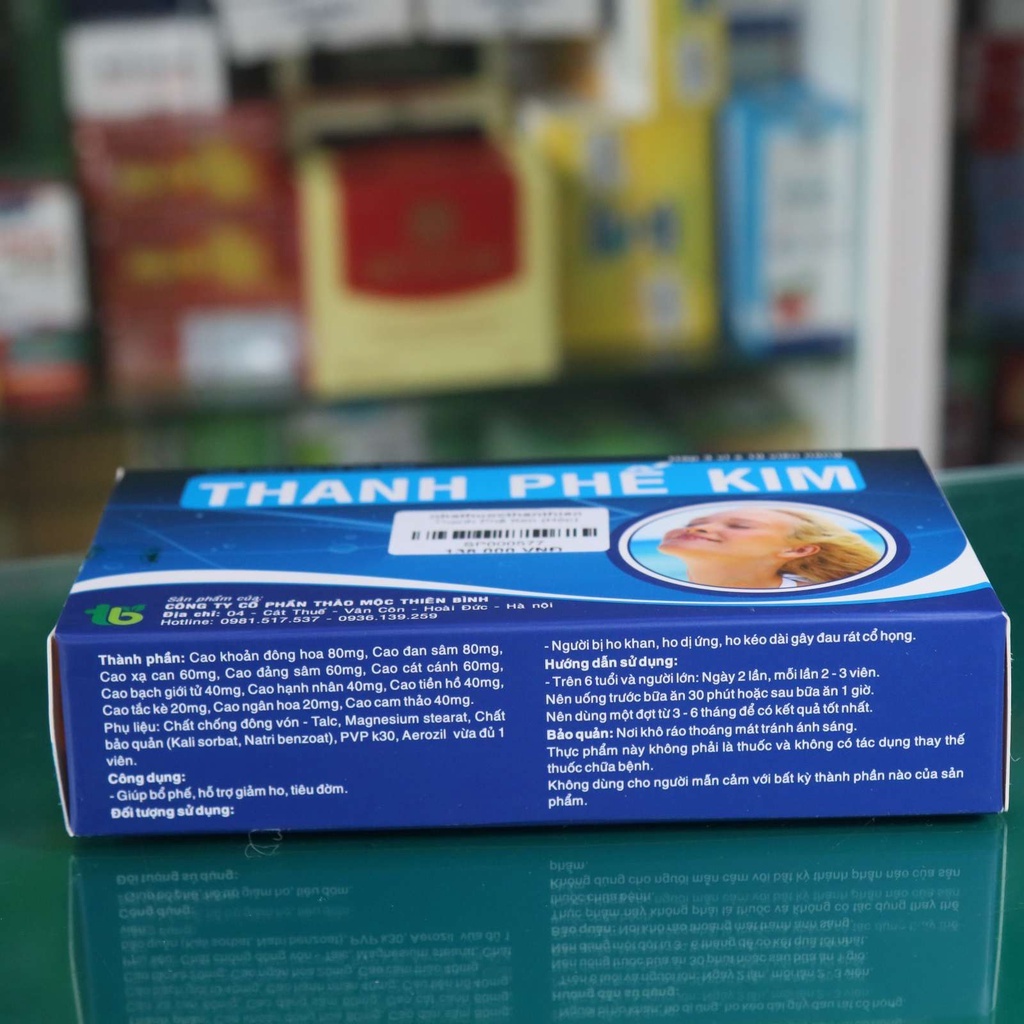 THANH PHẾ KIM
SP000577
138.000 VNĐ
Sản phẩm của:
CÔNG TY CỔ PHẦN THẢO MỘC THIÊN BÌNH
Địa chỉ: 04 - Cát Thuế - Vân Côn - Hoài Đức - Hà nội
Hotline: 0981.517.537 - 0936.139.259
Thành phần: Cao khoản đông hoa 80mg, Cao đan sâm 80mg,
Cao xạ can 60mg, Cao đảng sâm 60mg, Cao cát cánh 60mg,
Cao bạch giới tử 40mg, Cao hạnh nhân 40mg, Cao tiền hồ 40mg,
Cao tắc kè 20mg, Cao ngân hoa 20mg, Cao cam thảo 40mg.
Phụ liệu: Chất chống đông vón - Talc, Magnesium stearat, Chất
bảo quản (Kali sorbat, Natri benzoat), PVP k30, Aerozil vừa đủ 1
viên.
Công dụng:
- Giúp bổ phế, hỗ trợ giảm ho, tiêu đờm.
Đối tượng sử dụng:
- Người bị ho khan, ho dị ứng, ho kéo dài gây đau rát cổ họng.
Hướng dẫn sử dụng:
- Trên 6 tuổi và người lớn: Ngày 2 lần, mỗi lần 2 - 3 viên.
Nên uống trước bữa ăn 30 phút hoặc sau bữa ăn 1 giờ.
Nên dùng một đợt từ 3 - 6 tháng để có kết quả tốt nhất.
Bảo quản: Nơi khô ráo thoáng mát tránh ánh sáng.
Thực phẩm này không phải là thuốc và không có tác dụng thay thế
thuốc chữa bệnh.
Không dùng cho người mẫn cảm với bất kỳ thành phần nào của sản
phẩm.